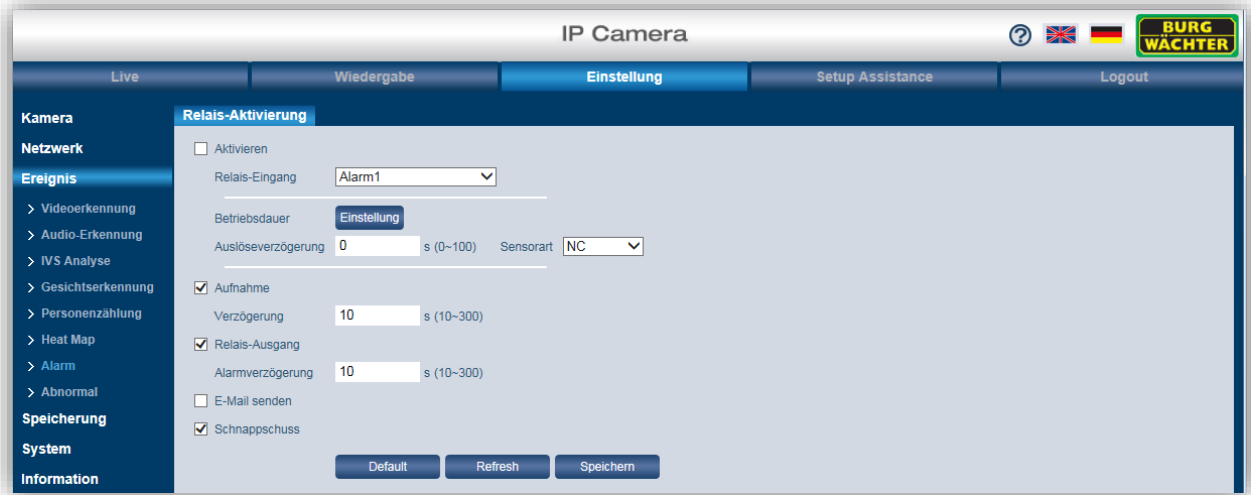 IP Camera
?
BURG
WÄCHTER
Live Wiedergabe Einstellung Setup Assistance Logout
Kamera
Netzwerk
Ereignis
Videoerkennung
Audio-Erkennung
IVS Analyse
Gesichtserkennung
Personenzählung
Heat Map
Alarm
Abnormal
Speicherung
System
Information
Relais-Aktivierung
Aktivieren
Relais-Eingang Alarm1
Betriebsdauer Einstellung
Auslöseverzögerung 0 s (0~100) Sensorart NC
Aufnahme
Verzögerung 10 s (10~300)
Relais-Ausgang
Alarmverzögerung 10 s (10~300)
E-Mail senden
Schnappschuss
Default Refresh Speichern